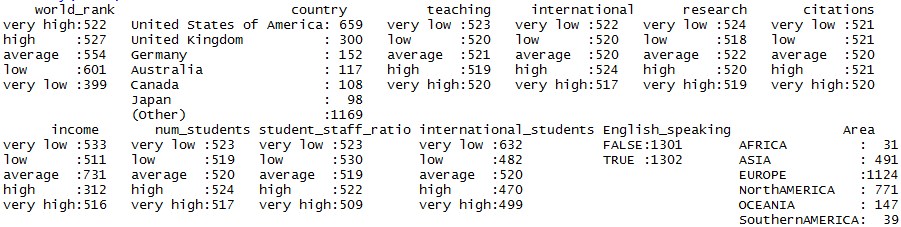 world_rank country teaching international research citations
very high:522 United States of America: 659 very low :523 very low :522 very low :524 very low :521
high :527 United Kingdom : 300 low :520 low :520 low :518 low :521
average :554 Germany : 152 average :521 average :520 average :522 average :520
low :601 Australia : 117 high :519 high :524 high :520 high :521
very low :399 Canada : 108 very high:520 very high:517 very high:519 very high:520
Japan : 98
(Other) :1169
income num_students student_staff_ratio international_students English_speaking Area
very low :533 very low :523 very low :523 very low :632 FALSE:1301 AFRICA : 31
low :511 low :519 low :530 low :482 TRUE :1302 ASIA : 491
average :731 average :520 average :519 average :520 EUROPE :1124
high :312 high :524 high :522 high :470 NorthAMERICA : 771
very high:516 very high:517 very high:509 very high:499 OCEANIA : 147
SouthernAMERICA: 39